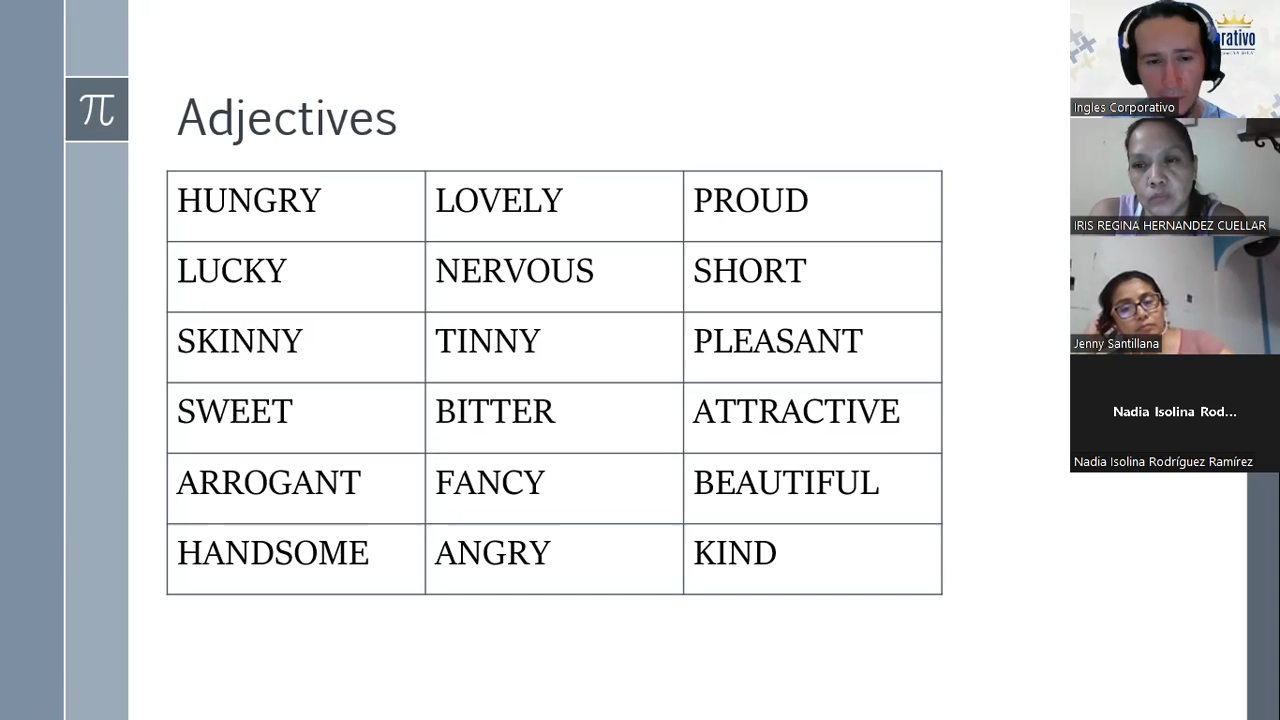 π
Adjectives
HUNGRY LOVELY PROUD
LUCKY NERVOUS SHORT
SKINNY TINNY PLEASANT
SWEET BITTER ATTRACTIVE
ARROGANT FANCY BEAUTIFUL
HANDSOME ANGRY KIND
Ingles Corporativo
IRIS REGINA HERNANDEZ CUELLAR
Jenny Santillana
Nadia Isolina Rod...
Nadia Isolina Rodríguez Ramírez